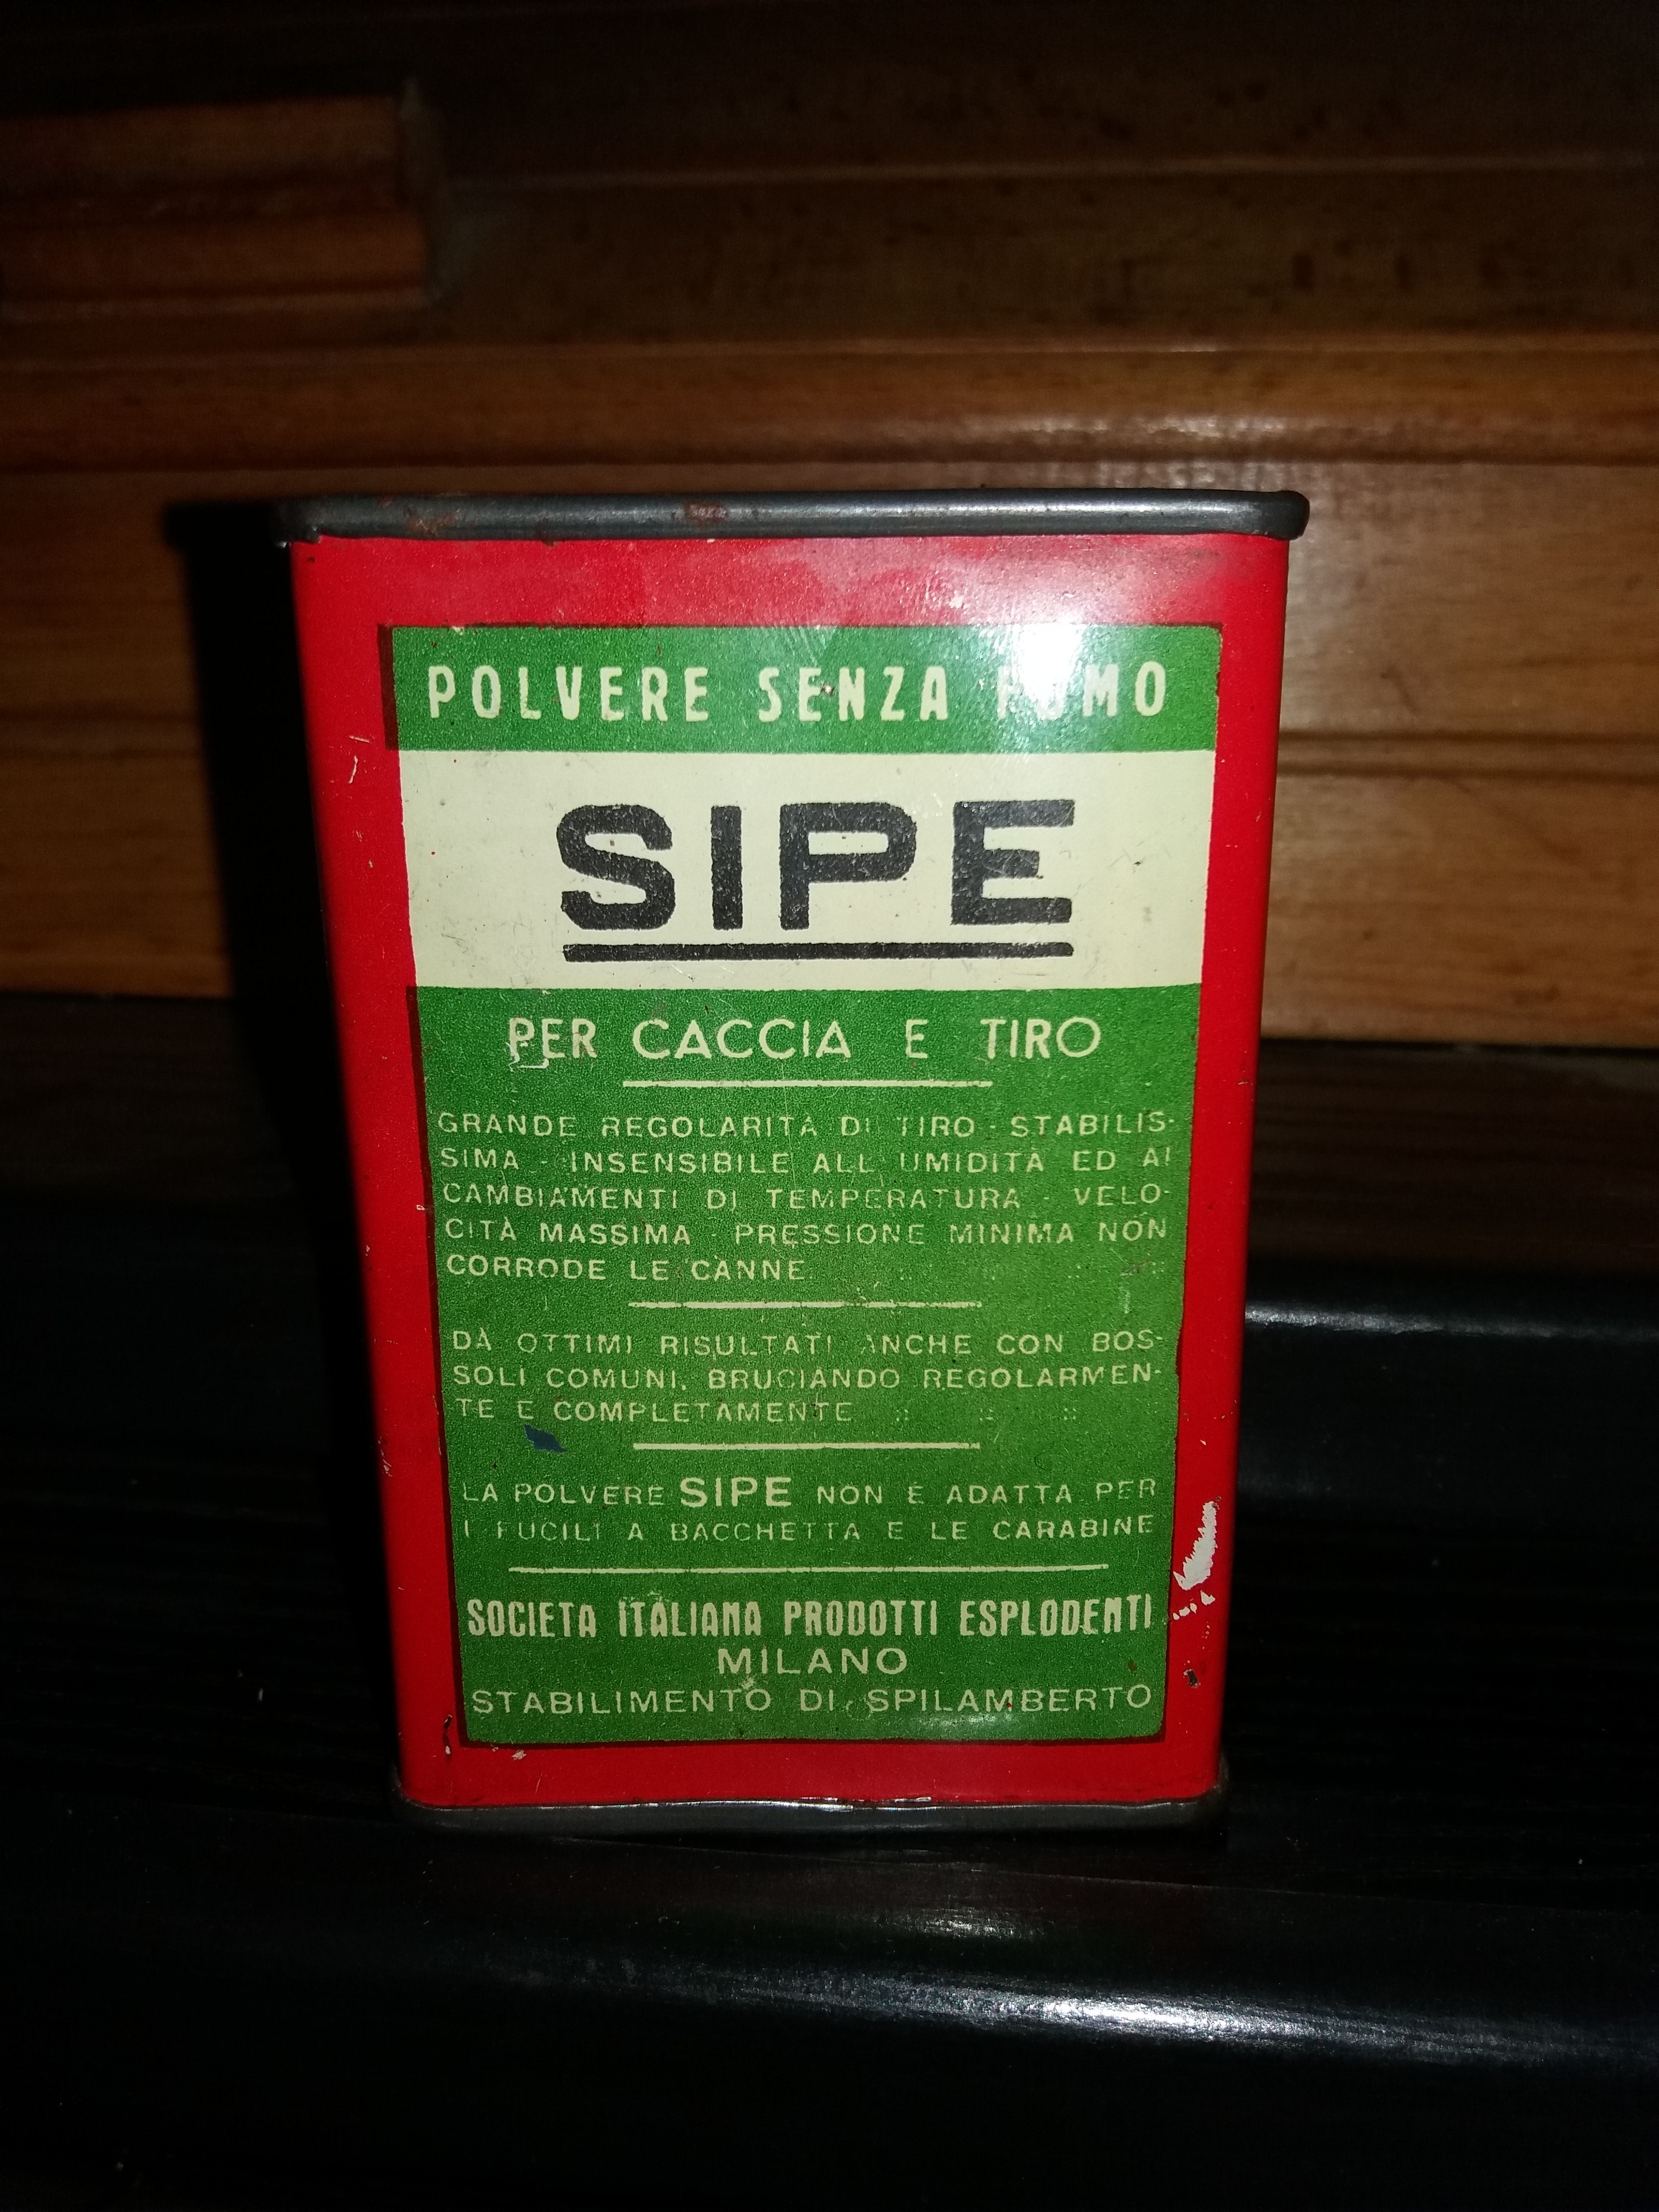 POLVERE SENZA FUMO
SIPE
PER CACCIA E TIRO
GRANDE REGOLARITÀ DI TIRO - STABILIS-
SIMA - INSENSIBILE ALL UMIDITÀ ED AI
CAMBIAMENTI DI TEMPERATURA - VELO-
CITÀ MASSIMA - PRESSIONE MINIMA NON
CORRODE LE CANNE
DÀ OTTIMI RISULTATI ANCHE CON BOS-
SOLI COMUNI, BRUCIANDO REGOLARMEN-
TE E COMPLETAMENTE
LA POLVERE SIPE NON È ADATTA PER
I FUCILI A BACCHETTA E LE CARABINE
SOCIETÀ ITALIANA PRODOTTI ESPLODENTI
MILANO
STABILIMENTO DI SPILAMBERTO